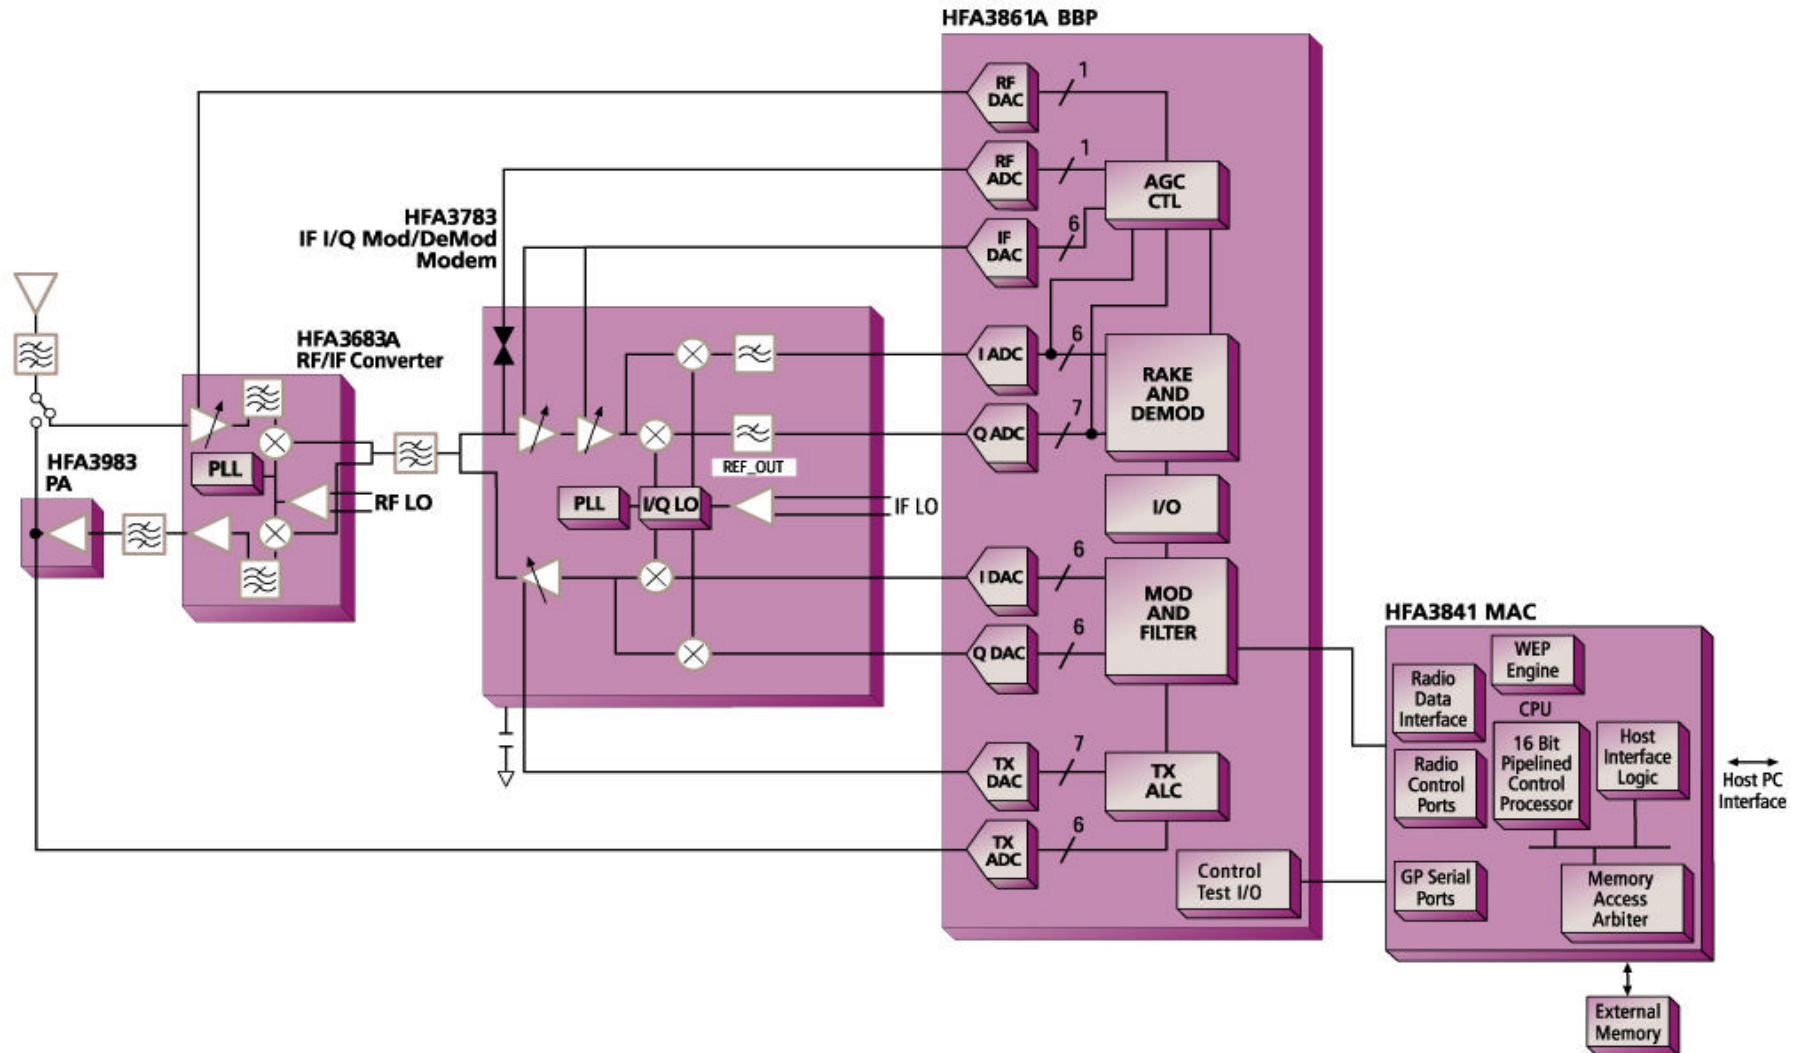 HFA3861A BBP
RF
DAC
1
RF
ADC
1
AGC
CTL
HFA3783
IF I/Q Mod/DeMod
Modem
IF
DAC
6
HFA3683A
RF/IF Converter
I ADC
6
RAKE
AND
DEMOD
Q ADC
7
HFA3983
PA
PLL
RF LO
REF_OUT
PLL
I/Q LO
IF LO
I/O
I DAC
6
MOD
AND
FILTER
Q DAC
6
HFA3841 MAC
WEP
Engine
Radio
Data
Interface
CPU
16 Bit
Pipelined
Control
Processor
Host
Interface
Logic
TX
DAC
7
TX
ALC
Radio
Control
Ports
Host PC
Interface
TX
ADC
6
Control
Test I/O
GP Serial
Ports
Memory
Access
Arbiter
External
Memory